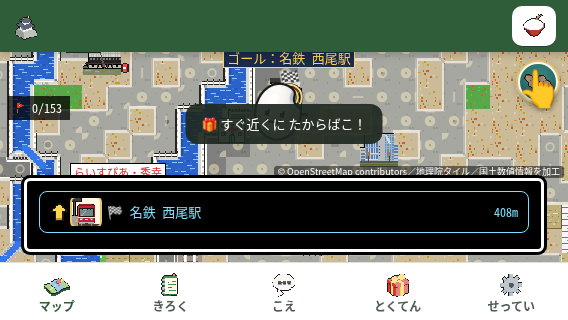 ゴール：名鉄 西尾駅
0/153
すぐ近くに たからばこ！
らいすぴあ・秀幸
© OpenStreetMap contributors／地理院タイル／国土数値情報を加工
名鉄 西尾駅
408m
マップ
きろく
こえ
とくてん
せってい